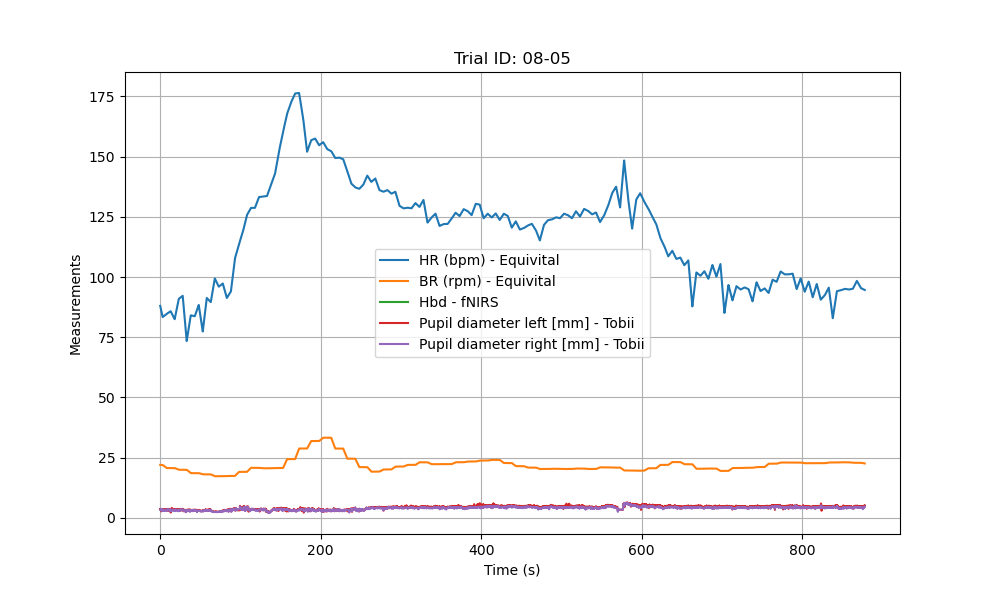 Trial ID: 08-05
175
150
125
100
75
50
25
0
Measurements
HR (bpm) - Equivital
BR (rpm) - Equivital
Hbd - fNIRS
Pupil diameter left [mm] - Tobii
Pupil diameter right [mm] - Tobii
0 200 400 600 800
Time (s)